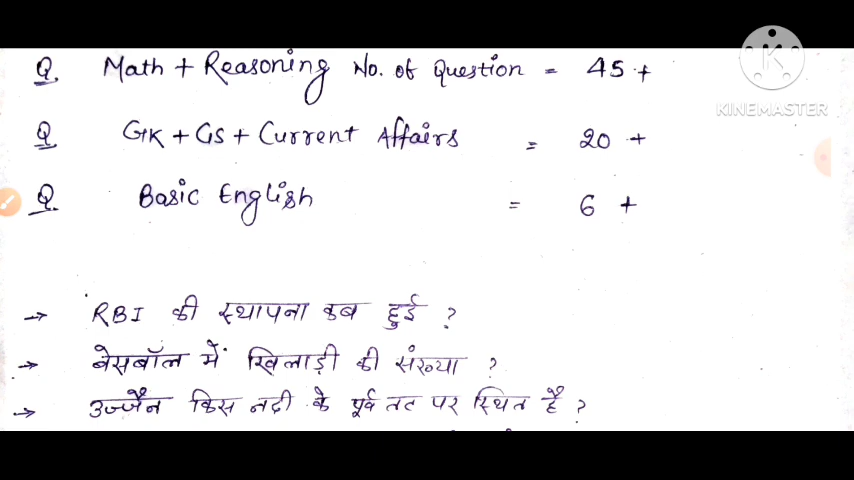 Q. Math + Reasoning No. of Question = 45 +
KINEMASTER
Q GK + GS + Current Affairs = 20 +
Q. Basic English = 6 +
→ RBI की स्थापना कब हुई ?
→ बेसबॉल में खिलाड़ी की संख्या ?
→ उज्जैन किस नदी के पूर्व तट पर स्थित है ?